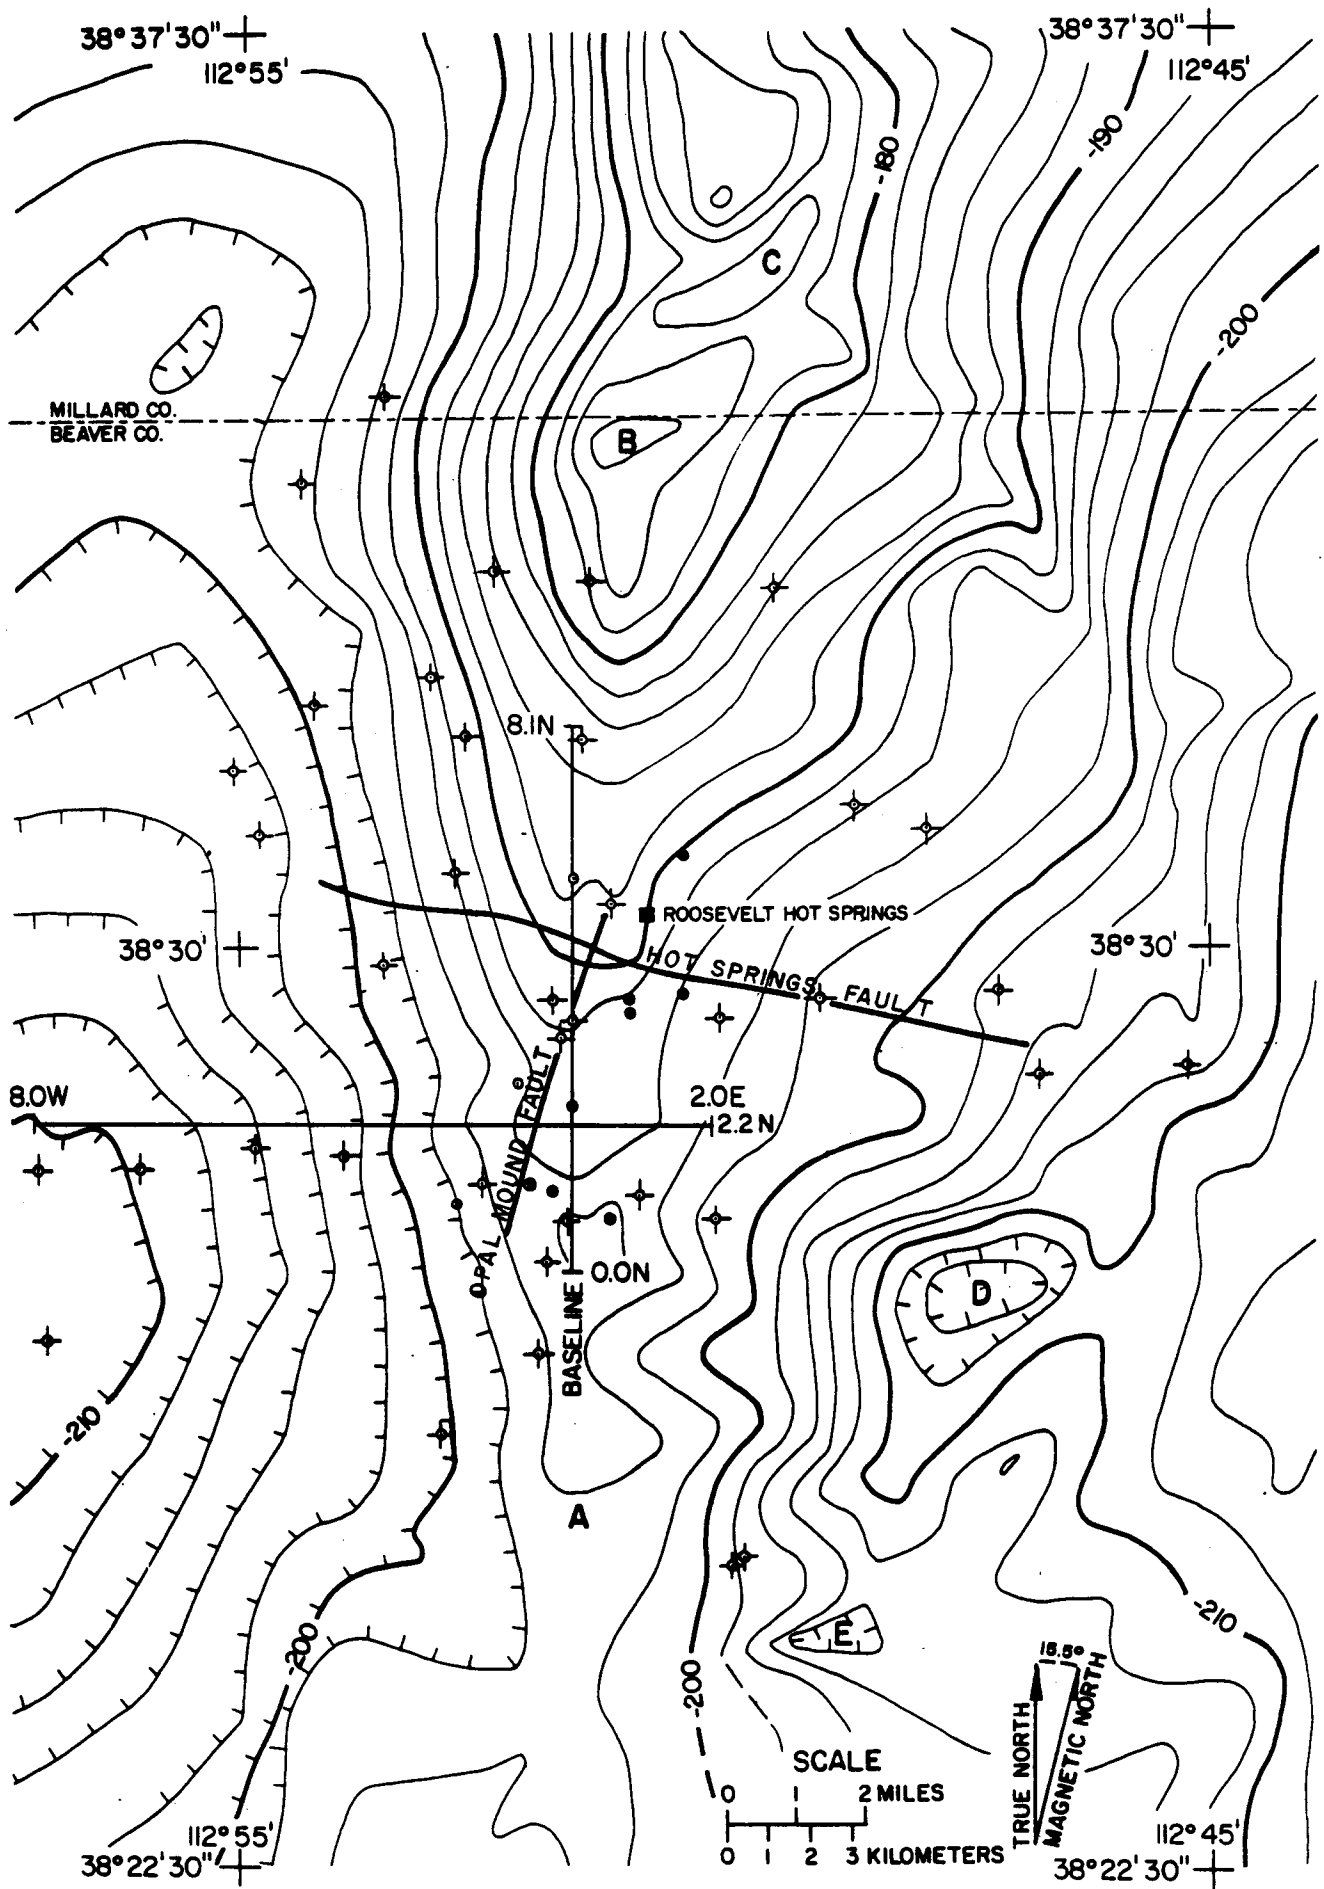 38°37'30"
112°55'
38°37'30"
112°45'
-180
-190
-200
C
MILLARD CO.
BEAVER CO.
B
8.1N
ROOSEVELT HOT SPRINGS
38°30'
38°30'
HOT SPRINGS FAULT
8.0W
2.0E
2.2N
OPAL MOUND FAULT
0.0N
BASELINE
D
-210
A
E
-210
-200
-200
15.5°
TRUE NORTH
MAGNETIC NORTH
SCALE
0 1 2 MILES
0 1 2 3 KILOMETERS
112°55'
38°22'30"
112°45'
38°22'30"